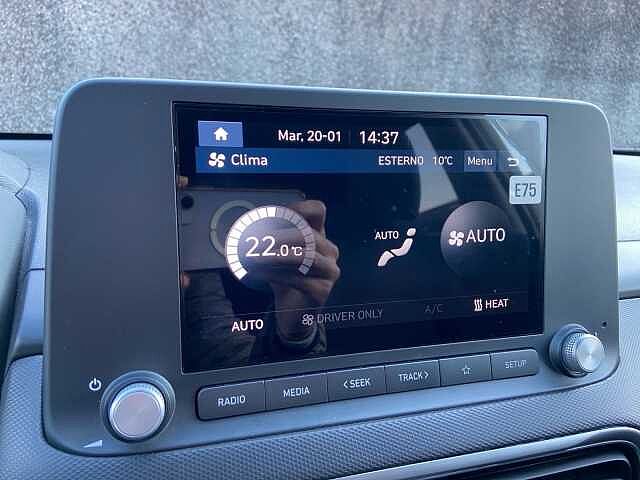 Mar, 20-01 14:37
Clima ESTERNO 10°C Menu
E75
22.0°C AUTO AUTO
AUTO DRIVER ONLY A/C HEAT
RADIO MEDIA <SEEK TRACK> ☆ SETUP